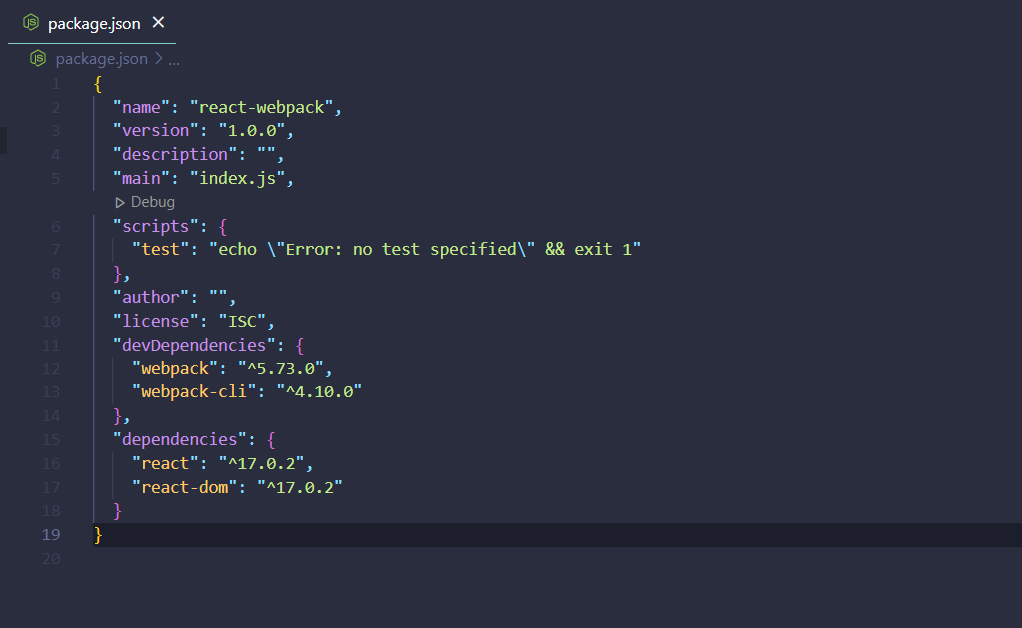 package.json
package.json > ...
1 {
2   "name": "react-webpack",
3   "version": "1.0.0",
4   "description": "",
5   "main": "index.js",
Debug
6   "scripts": {
7     "test": "echo \"Error: no test specified\" && exit 1"
8   },
9   "author": "",
10   "license": "ISC",
11   "devDependencies": {
12     "webpack": "^5.73.0",
13     "webpack-cli": "^4.10.0"
14   },
15   "dependencies": {
16     "react": "^17.0.2",
17     "react-dom": "^17.0.2"
18   }
19 }
20